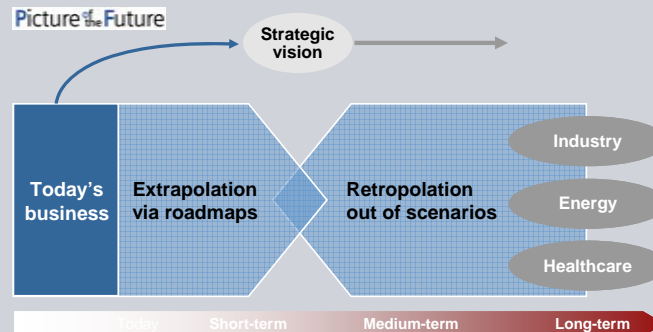 Picture of the Future
Strategic
vision
Industry
Today's
business
Extrapolation
via roadmaps
Retropolation
out of scenarios
Energy
Healthcare
Today Short-term Medium-term Long-term